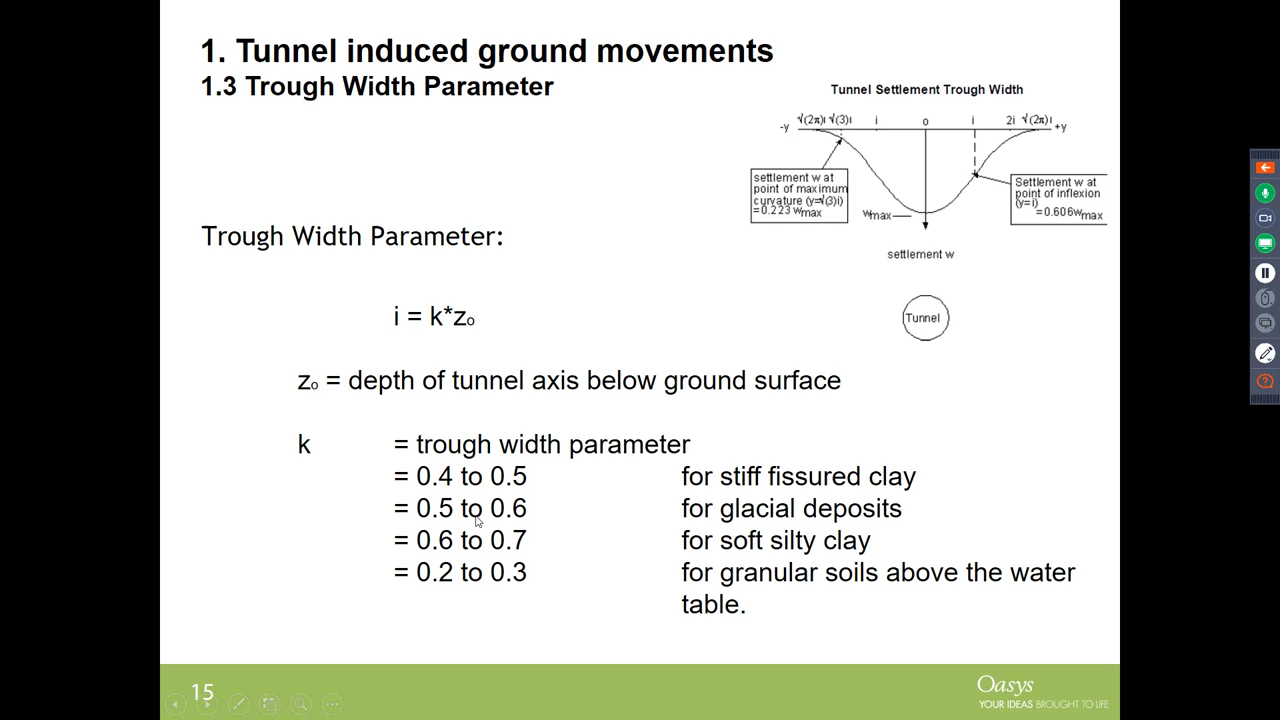 1. Tunnel induced ground movements
1.3 Trough Width Parameter
Tunnel Settlement Trough Width
-y √(2π)i √(3)i i o i 2i √(2π)i +y
settlement w at
point of maximum
curvature (y=√(3)i)
=0.223 wmax
wmax
Settlement w at
point of inflexion
(y=i)
=0.606wmax
settlement w
Tunnel
Trough Width Parameter:
i = k*zo
zo = depth of tunnel axis below ground surface
k = trough width parameter
= 0.4 to 0.5 for stiff fissured clay
= 0.5 to 0.6 for glacial deposits
= 0.6 to 0.7 for soft silty clay
= 0.2 to 0.3 for granular soils above the water
table.
15
Oasys
YOUR IDEAS BROUGHT TO LIFE